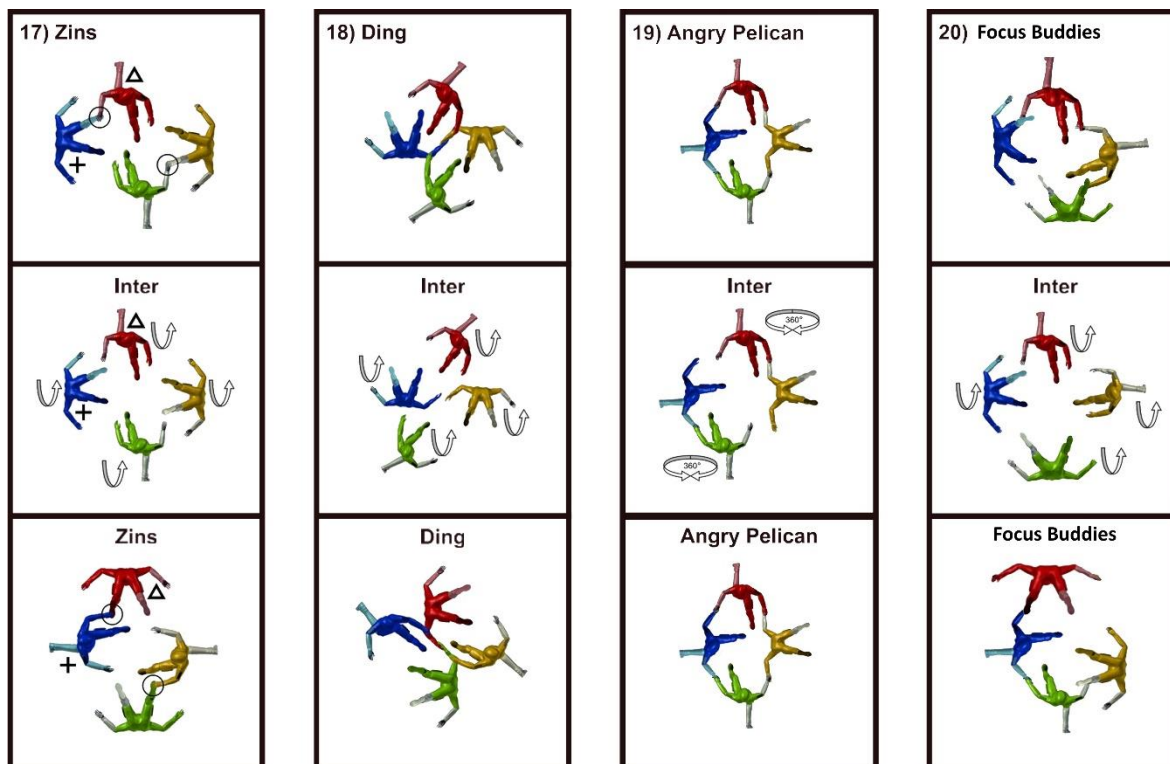 17) Zins
18) Ding
19) Angry Pelican
20) Focus Buddies
Inter
Inter
Inter
Inter
360°
360°
Zins
Ding
Angry Pelican
Focus Buddies